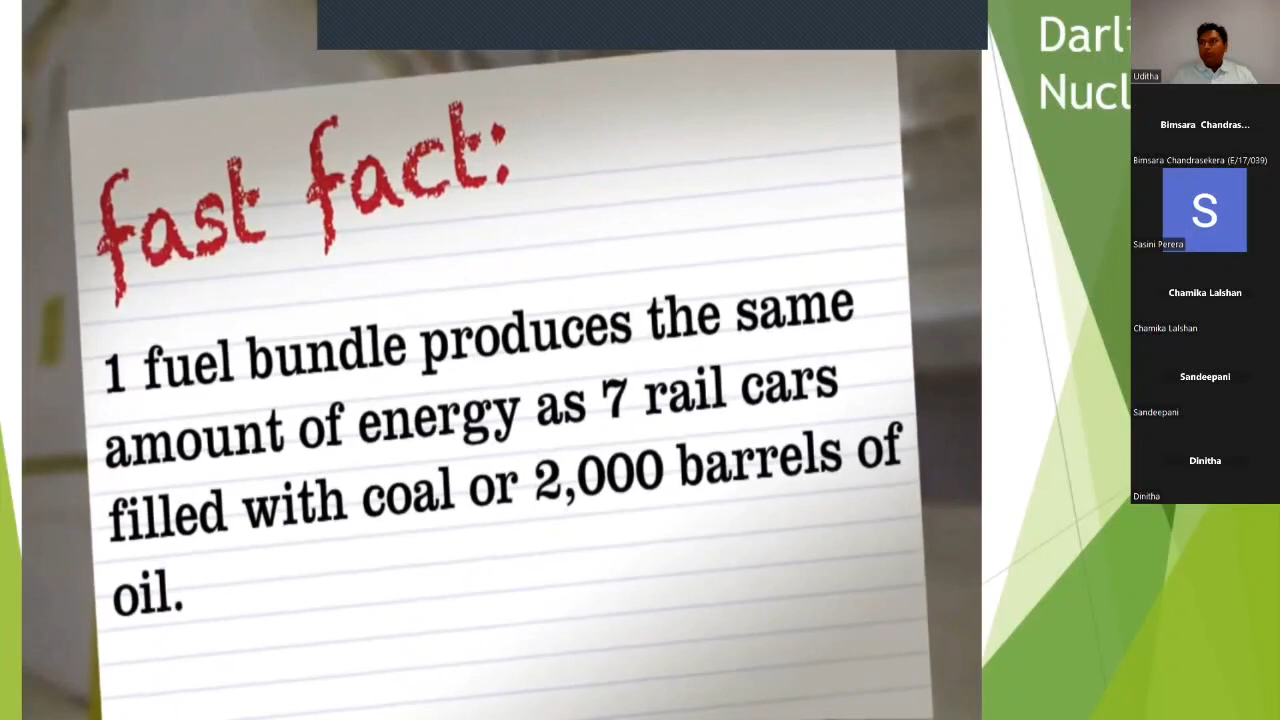 fast fact:
1 fuel bundle produces the same
amount of energy as 7 rail cars
filled with coal or 2,000 barrels of
oil.
Uditha
Bimsara Chandras...
Bimsara Chandrasekera (E/17/039)
S
Sasini Perera
Chamika Lalshan
Chamika Lalshan
Sandeepani
Sandeepani
Dinitha
Dinitha